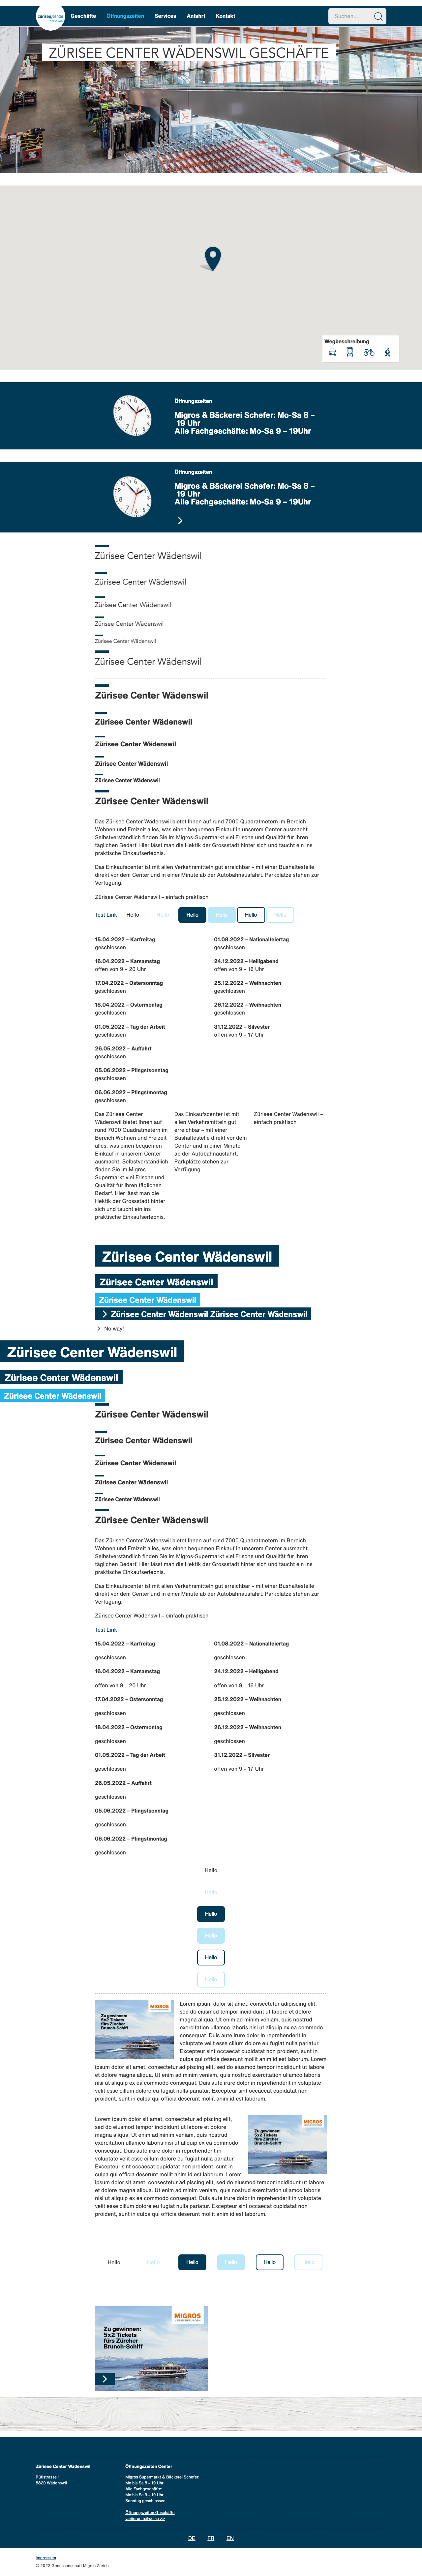 zürisee center
Geschäfte
Öffnungszeiten
Services
Anfahrt
Kontakt
Suchen...
ZÜRISEE CENTER WÄDENSWIL GESCHÄFTE
Wegbeschreibung
Öffnungszeiten
Migros & Bäckerei Schefer: Mo-Sa 8 –
19 Uhr
Alle Fachgeschäfte: Mo-Sa 9 – 19Uhr
Öffnungszeiten
Migros & Bäckerei Schefer: Mo-Sa 8 –
19 Uhr
Alle Fachgeschäfte: Mo-Sa 9 – 19Uhr
Zürisee Center Wädenswil
Zürisee Center Wädenswil
Zürisee Center Wädenswil
Zürisee Center Wädenswil
Zürisee Center Wädenswil
Zürisee Center Wädenswil
Zürisee Center Wädenswil
Zürisee Center Wädenswil
Zürisee Center Wädenswil
Zürisee Center Wädenswil
Zürisee Center Wädenswil
Zürisee Center Wädenswil
Das Zürisee Center Wädenswil bietet Ihnen auf rund 7000 Quadratmetern im Bereich
Wohnen und Freizeit alles, was einen bequemen Einkauf in unserem Center ausmacht.
Selbstverständlich finden Sie im Migros-Supermarkt viel Frische und Qualität für Ihren
täglichen Bedarf. Hier lässt man die Hektik der Grossstadt hinter sich und taucht ein ins
praktische Einkaufserlebnis.
Das Einkaufscenter ist mit allen Verkehrsmitteln gut erreichbar – mit einer Bushaltestelle
direkt vor dem Center und in einer Minute ab der Autobahnausfahrt. Parkplätze stehen zur
Verfügung.
Zürisee Center Wädenswil – einfach praktisch
Test Link
Hello
Hello
Hello
Hello
Hello
Hello
15.04.2022 – Karfreitag
geschlossen
16.04.2022 – Karsamstag
offen von 9 – 20 Uhr
17.04.2022 – Ostersonntag
geschlossen
18.04.2022 – Ostermontag
geschlossen
01.05.2022 – Tag der Arbeit
geschlossen
26.05.2022 – Auffahrt
geschlossen
05.06.2022 – Pfingstsonntag
geschlossen
06.06.2022 – Pfingstmontag
geschlossen
01.08.2022 – Nationalfeiertag
geschlossen
24.12.2022 – Heiligabend
offen von 9 – 16 Uhr
25.12.2022 – Weihnachten
geschlossen
26.12.2022 – Weihnachten
geschlossen
31.12.2022 – Silvester
offen von 9 – 17 Uhr
Das Zürisee Center
Wädenswil bietet Ihnen auf
rund 7000 Quadratmetern im
Bereich Wohnen und Freizeit
alles, was einen bequemen
Einkauf in unserem Center
ausmacht. Selbstverständlich
finden Sie im Migros-
Supermarkt viel Frische und
Qualität für Ihren täglichen
Bedarf. Hier lässt man die
Hektik der Grossstadt hinter
sich und taucht ein ins
praktische Einkaufserlebnis.
Das Einkaufscenter ist mit
allen Verkehrsmitteln gut
erreichbar – mit einer
Bushaltestelle direkt vor dem
Center und in einer Minute
ab der Autobahnausfahrt.
Parkplätze stehen zur
Verfügung.
Zürisee Center Wädenswil –
einfach praktisch
Zürisee Center Wädenswil
Zürisee Center Wädenswil
Zürisee Center Wädenswil
Zürisee Center Wädenswil Zürisee Center Wädenswil
No way!
Zürisee Center Wädenswil
Zürisee Center Wädenswil
Zürisee Center Wädenswil
Zürisee Center Wädenswil
Zürisee Center Wädenswil
Zürisee Center Wädenswil
Zürisee Center Wädenswil
Zürisee Center Wädenswil
Zürisee Center Wädenswil
Das Zürisee Center Wädenswil bietet Ihnen auf rund 7000 Quadratmetern im Bereich
Wohnen und Freizeit alles, was einen bequemen Einkauf in unserem Center ausmacht.
Selbstverständlich finden Sie im Migros-Supermarkt viel Frische und Qualität für Ihren
täglichen Bedarf. Hier lässt man die Hektik der Grossstadt hinter sich und taucht ein ins
praktische Einkaufserlebnis.
Das Einkaufscenter ist mit allen Verkehrsmitteln gut erreichbar – mit einer Bushaltestelle
direkt vor dem Center und in einer Minute ab der Autobahnausfahrt. Parkplätze stehen zur
Verfügung.
Zürisee Center Wädenswil – einfach praktisch
Test Link
15.04.2022 – Karfreitag
geschlossen
16.04.2022 – Karsamstag
offen von 9 – 20 Uhr
17.04.2022 – Ostersonntag
geschlossen
18.04.2022 – Ostermontag
geschlossen
01.05.2022 – Tag der Arbeit
geschlossen
26.05.2022 – Auffahrt
geschlossen
05.06.2022 – Pfingstsonntag
geschlossen
06.06.2022 – Pfingstmontag
geschlossen
01.08.2022 – Nationalfeiertag
geschlossen
24.12.2022 – Heiligabend
offen von 9 – 16 Uhr
25.12.2022 – Weihnachten
geschlossen
26.12.2022 – Weihnachten
geschlossen
31.12.2022 – Silvester
offen von 9 – 17 Uhr
Hello
Hello
Hello
Hello
Hello
Hello
MIGROS
Zu gewinnen:
5x2 Tickets
fürs Zürcher
Brunch-Schiff
Lorem ipsum dolor sit amet, consectetur adipiscing elit,
sed do eiusmod tempor incididunt ut labore et dolore
magna aliqua. Ut enim ad minim veniam, quis nostrud
exercitation ullamco laboris nisi ut aliquip ex ea commodo
consequat. Duis aute irure dolor in reprehenderit in
voluptate velit esse cillum dolore eu fugiat nulla pariatur.
Excepteur sint occaecat cupidatat non proident, sunt in
culpa qui officia deserunt mollit anim id est laborum. Lorem
ipsum dolor sit amet, consectetur adipiscing elit, sed do eiusmod tempor incididunt ut labore et
dolore magna aliqua. Ut enim ad minim veniam, quis nostrud exercitation ullamco laboris nisi
ut aliquip ex ea commodo consequat. Duis aute irure dolor in reprehenderit in voluptate velit
esse cillum dolore eu fugiat nulla pariatur. Excepteur sint occaecat cupidatat non
proident, sunt in culpa qui officia deserunt mollit anim id est laborum.
Lorem ipsum dolor sit amet, consectetur adipiscing elit,
sed do eiusmod tempor incididunt ut labore et dolore
magna aliqua. Ut enim ad minim veniam, quis nostrud
exercitation ullamco laboris nisi ut aliquip ex ea commodo
consequat. Duis aute irure dolor in reprehenderit in
voluptate velit esse cillum dolore eu fugiat nulla pariatur.
Excepteur sint occaecat cupidatat non proident, sunt in
culpa qui officia deserunt mollit anim id est laborum. Lorem
ipsum dolor sit amet, consectetur adipiscing elit, sed do eiusmod tempor incididunt ut labore
et dolore magna aliqua. Ut enim ad minim veniam, quis nostrud exercitation ullamco laboris
nisi ut aliquip ex ea commodo consequat. Duis aute irure dolor in reprehenderit in voluptate
velit esse cillum dolore eu fugiat nulla pariatur. Excepteur sint occaecat cupidatat non
proident, sunt in culpa qui officia deserunt mollit anim id est laborum.
MIGROS
Zu gewinnen:
5x2 Tickets
fürs Zürcher
Brunch-Schiff
Hello
Hello
Hello
Hello
Hello
Hello
MIGROS
Zu gewinnen:
5x2 Tickets
fürs Zürcher
Brunch-Schiff
Zürisee Center Wädenswil
Rütistrasse 1
8820 Wädenswil
Öffnungszeiten Center
Migros Supermarkt & Bäckerei Schefer:
Mo bis Sa 8 – 19 Uhr
Alle Fachgeschäfte:
Mo bis Sa 9 – 19 Uhr
Sonntag geschlossen
Öffnungszeiten Geschäfte
variieren teilweise >>
DE
FR
EN
Impressum
© 2022 Genossenschaft Migros Zürich